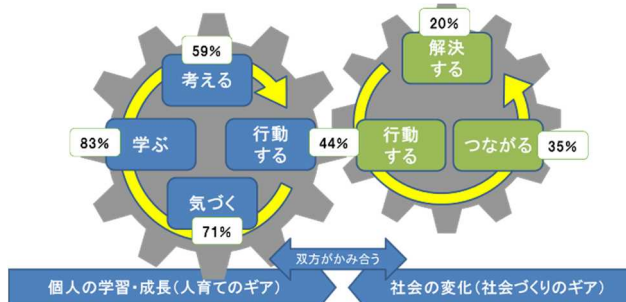 59%
考える
83%
学ぶ
行動
する
44%
気づく
71%
20%
解決
する
行動
する
つながる
35%
双方がかみ合う
個人の学習・成長(人育てのギア)
社会の変化(社会づくりのギア)